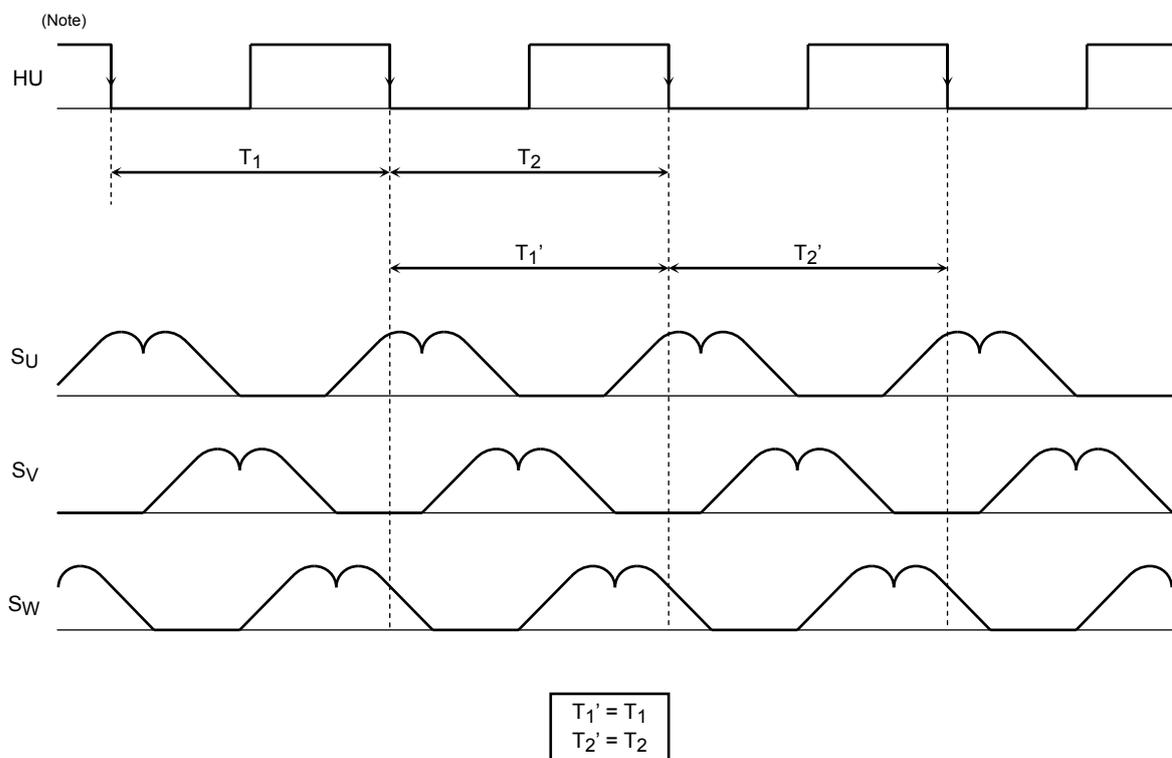 (Note)
HU
T1
T2
T1’
T2’
SU
SV
SW
T1’ = T1
T2’ = T2